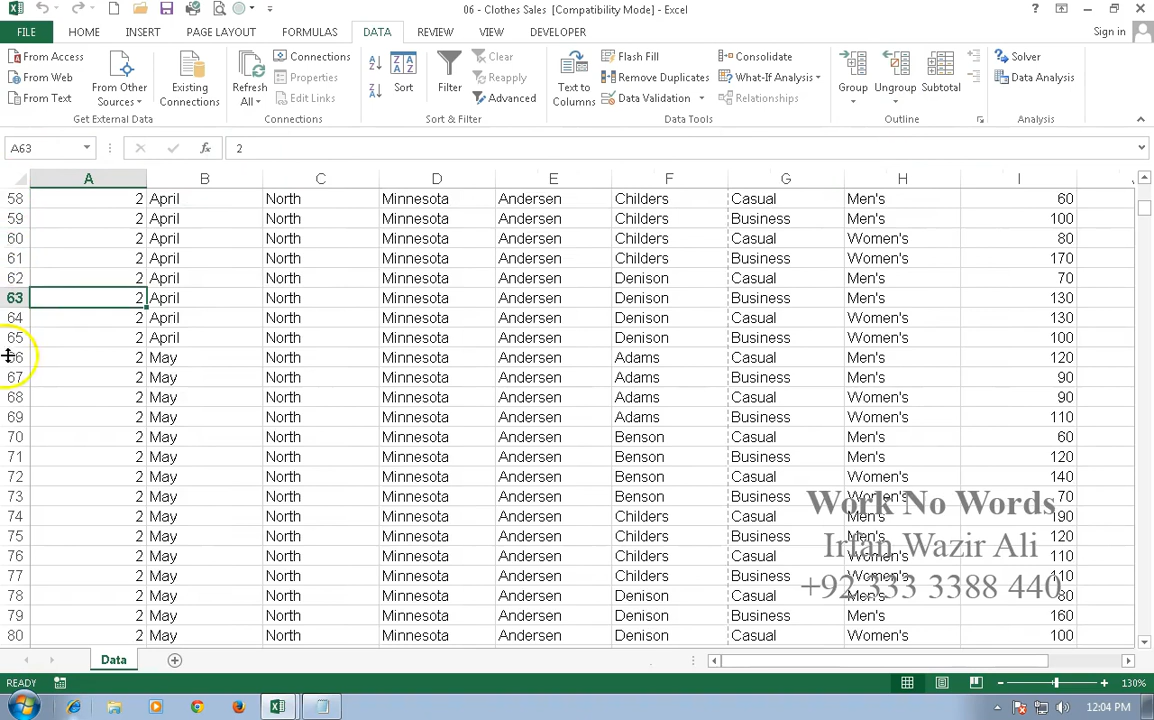 06 - Clothes Sales [Compatibility Mode] - Excel
?
FILE HOME INSERT PAGE LAYOUT FORMULAS DATA REVIEW VIEW DEVELOPER Sign in
From Access
From Web
From Text
From Other Sources
Existing Connections
Get External Data
Refresh All
Connections
Properties
Edit Links
Connections
Sort
Filter
Clear
Reapply
Advanced
Sort & Filter
Text to Columns
Flash Fill
Remove Duplicates
Data Validation
Consolidate
What-If Analysis
Relationships
Data Tools
Group
Ungroup
Subtotal
Outline
Solver
Data Analysis
Analysis
A63 fx 2
A B C D E F G H I
58 2 April North Minnesota Andersen Childers Casual Men's 60
59 2 April North Minnesota Andersen Childers Business Men's 100
60 2 April North Minnesota Andersen Childers Casual Women's 80
61 2 April North Minnesota Andersen Childers Business Women's 170
62 2 April North Minnesota Andersen Denison Casual Men's 70
63 2 April North Minnesota Andersen Denison Business Men's 130
64 2 April North Minnesota Andersen Denison Casual Women's 130
65 2 April North Minnesota Andersen Denison Business Women's 100
66 2 May North Minnesota Andersen Adams Casual Men's 120
67 2 May North Minnesota Andersen Adams Business Men's 90
68 2 May North Minnesota Andersen Adams Casual Women's 90
69 2 May North Minnesota Andersen Adams Business Women's 110
70 2 May North Minnesota Andersen Benson Casual Men's 60
71 2 May North Minnesota Andersen Benson Business Men's 120
72 2 May North Minnesota Andersen Benson Casual Women's 140
73 2 May North Minnesota Andersen Benson Business Women's 70
74 2 May North Minnesota Andersen Childers Casual Men's 190
75 2 May North Minnesota Andersen Childers Business Men's 120
76 2 May North Minnesota Andersen Childers Casual Women's 110
77 2 May North Minnesota Andersen Childers Business Women's 110
78 2 May North Minnesota Andersen Denison Casual Men's 80
79 2 May North Minnesota Andersen Denison Business Men's 160
80 2 May North Minnesota Andersen Denison Casual Women's 100
Work No Words
Irfan Wazir Ali
+92 333 3388 440
Data
READY 130%
12:04 PM